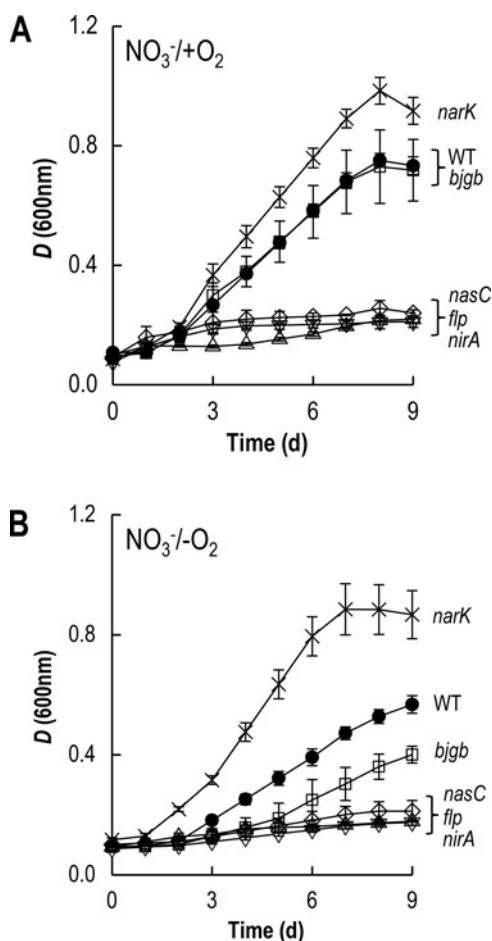 A
NO₃⁻/+O₂
1.2
0.8
0.4
0.0
D (600nm)
narK
WT
bjgb
nasC
flp
nirA
0 3 6 9
Time (d)
B
NO₃⁻/-O₂
1.2
0.8
0.4
0.0
D (600nm)
narK
WT
bjgb
nasC
flp
nirA
0 3 6 9
Time (d)